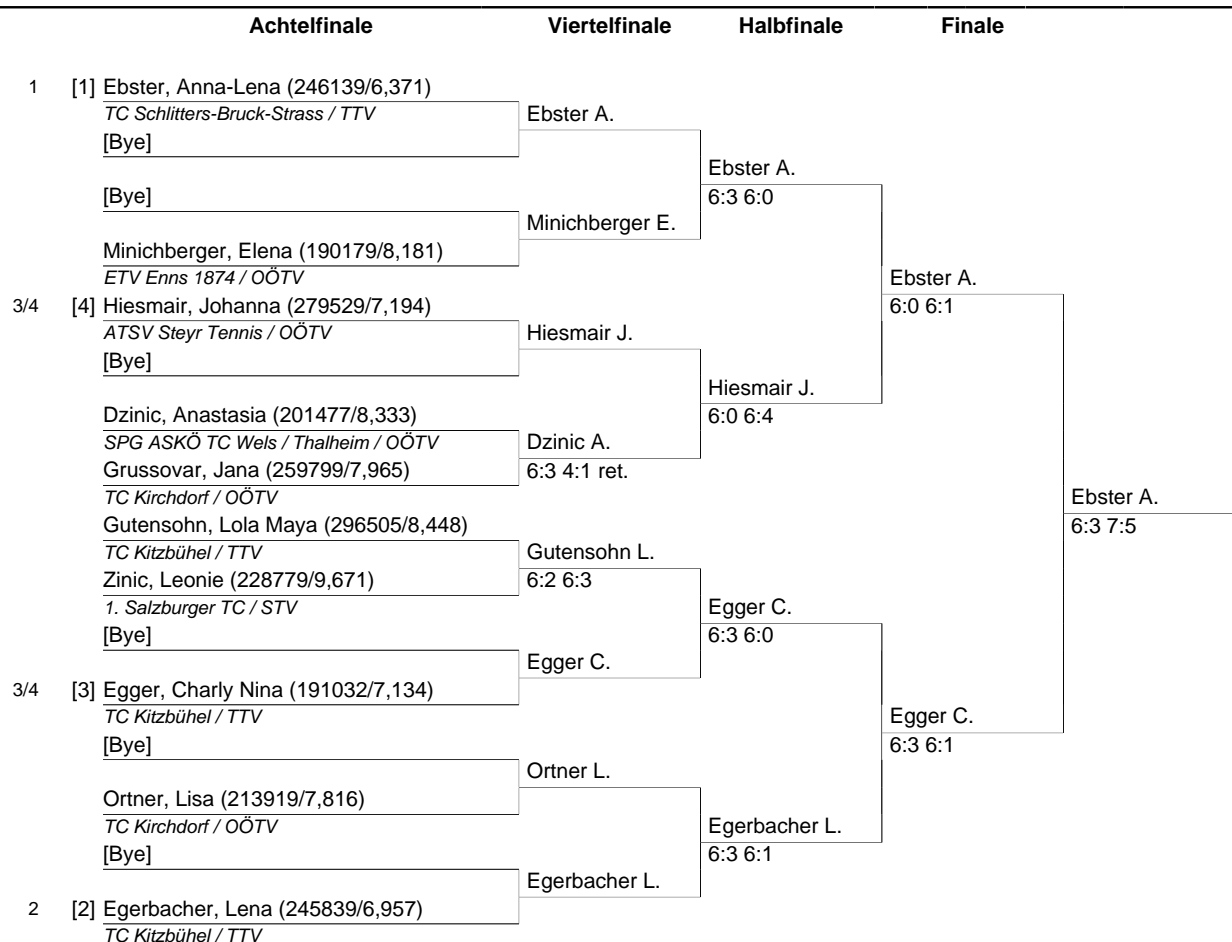 Achtelfinale Viertelfinale Halbfinale Finale
1 [1] Ebster, Anna-Lena (246139/6,371)
TC Schlitters-Bruck-Strass / TTV Ebster A.
[Bye]
Ebster A.
[Bye] 6:3 6:0
Minichberger E.
Minichberger, Elena (190179/8,181)
ETV Enns 1874 / OÖTV Ebster A.
3/4 [4] Hiesmair, Johanna (279529/7,194) 6:0 6:1
ATSV Steyr Tennis / OÖTV Hiesmair J.
[Bye]
Hiesmair J.
Dzinic, Anastasia (201477/8,333) 6:0 6:4
SPG ASKÖ TC Wels / Thalheim / OÖTV Dzinic A.
Grussovar, Jana (259799/7,965) 6:3 4:1 ret.
TC Kirchdorf / OÖTV Ebster A.
Gutensohn, Lola Maya (296505/8,448) 6:3 7:5
TC Kitzbühel / TTV Gutensohn L.
Zinic, Leonie (228779/9,671) 6:2 6:3
1. Salzburger TC / STV Egger C.
[Bye] 6:3 6:0
Egger C.
3/4 [3] Egger, Charly Nina (191032/7,134)
TC Kitzbühel / TTV Egger C.
[Bye] 6:3 6:1
Ortner L.
Ortner, Lisa (213919/7,816)
TC Kirchdorf / OÖTV Egerbacher L.
[Bye] 6:3 6:1
Egerbacher L.
2 [2] Egerbacher, Lena (245839/6,957)
TC Kitzbühel / TTV